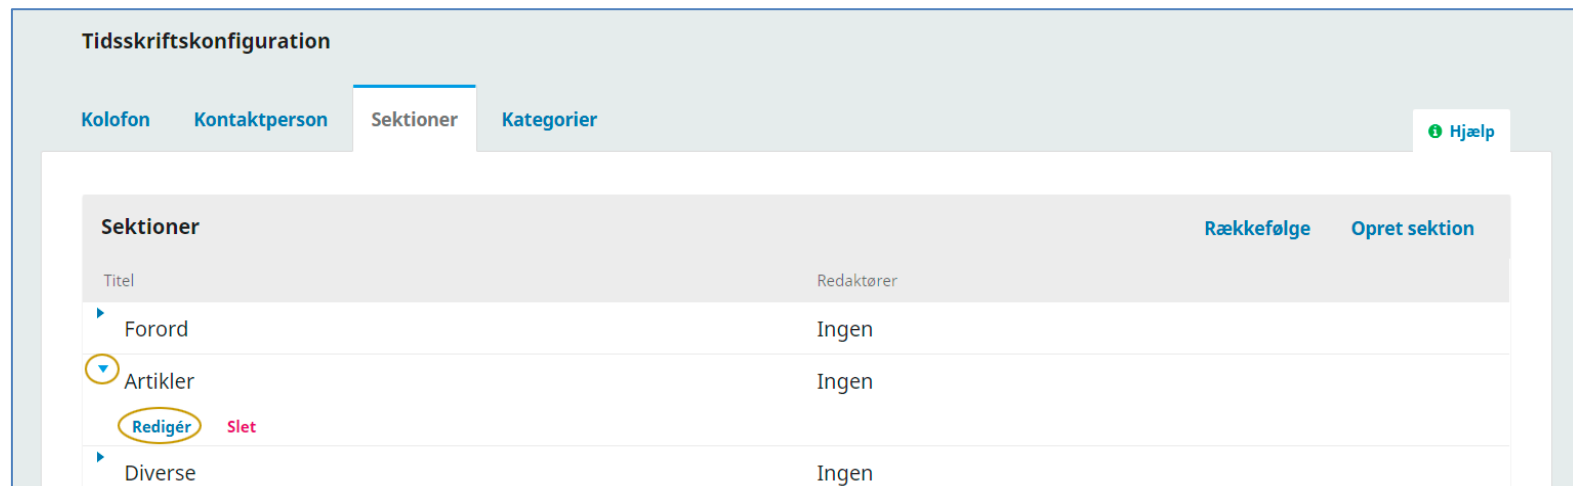 Tidsskriftskonfiguration
Kolofon Kontaktperson Sektioner Kategorier
Hjælp
Sektioner Rækkefølge Opret sektion
Titel Redaktører
Forord Ingen
Artikler Ingen
Redigér Slet
Diverse Ingen